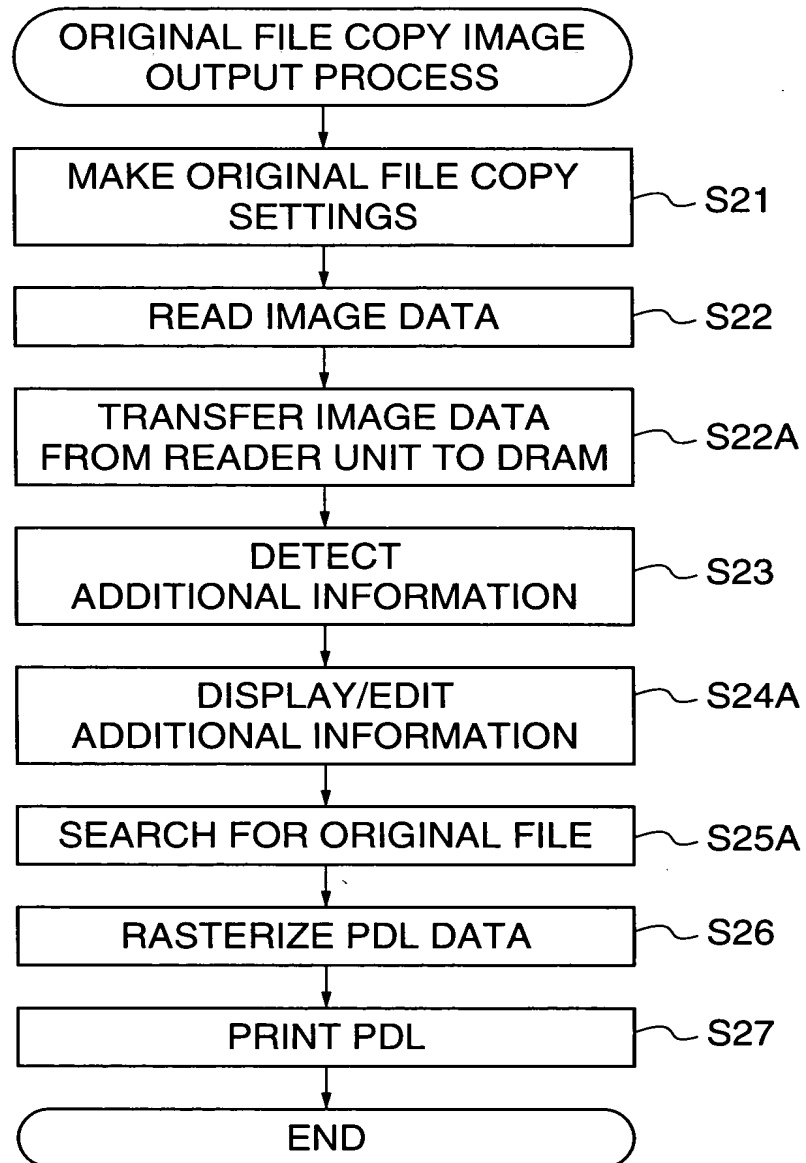 ORIGINAL FILE COPY IMAGE
OUTPUT PROCESS
MAKE ORIGINAL FILE COPY
SETTINGS
S21
READ IMAGE DATA
S22
TRANSFER IMAGE DATA
FROM READER UNIT TO DRAM
S22A
DETECT
ADDITIONAL INFORMATION
S23
DISPLAY/EDIT
ADDITIONAL INFORMATION
S24A
SEARCH FOR ORIGINAL FILE
S25A
RASTERIZE PDL DATA
S26
PRINT PDL
S27
END